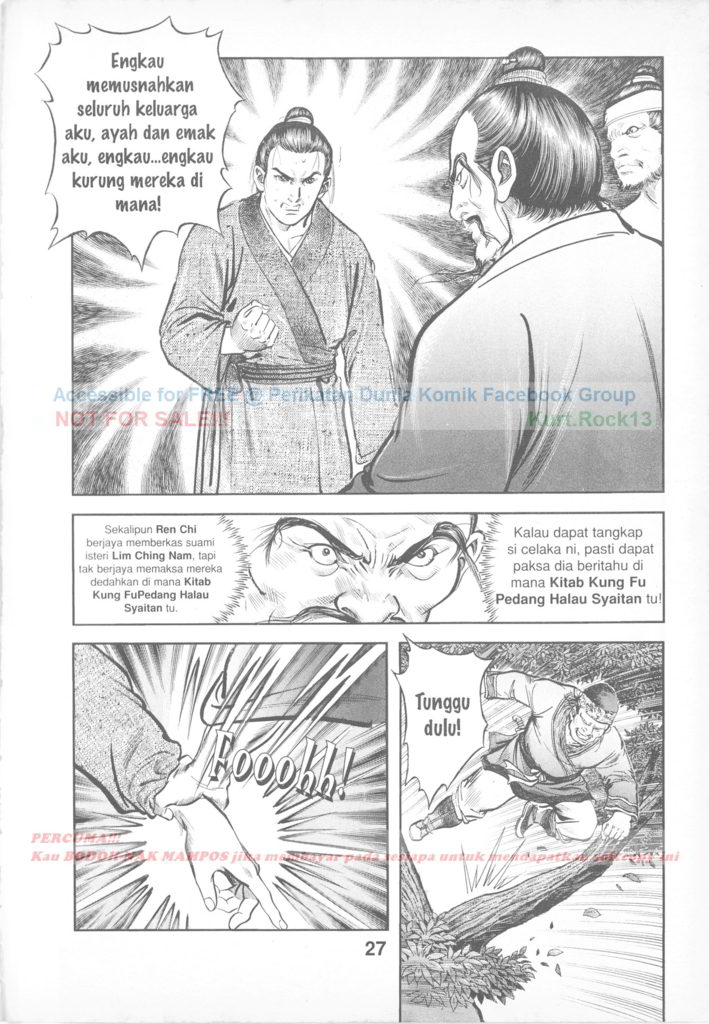 Engkau
memusnahkan
seluruh keluarga
aku, ayah dan emak
aku, engkau...engkau
kurung mereka di
mana!
Accessible for FREE @ Perikatan Dunia Komik Facebook Group
NOT FOR SALE!!!
Kurt.Rock13
Sekalipun Ren Chi
berjaya memberkas suami
isteri Lim Ching Nam, tapi
tak berjaya memaksa mereka
dedahkan di mana Kitab
Kung FuPedang Halau
Syaitan tu.
Kalau dapat tangkap
si celaka ni, pasti dapat
paksa dia beritahu di
mana Kitab Kung Fu
Pedang Halau Syaitan tu!
Fooohh!
Tunggu
dulu!
PERCUMA!!!
Kau BODOH NAK MAMPOS jika membayar pada sesiapa untuk mendapatkan softcopy ini
27